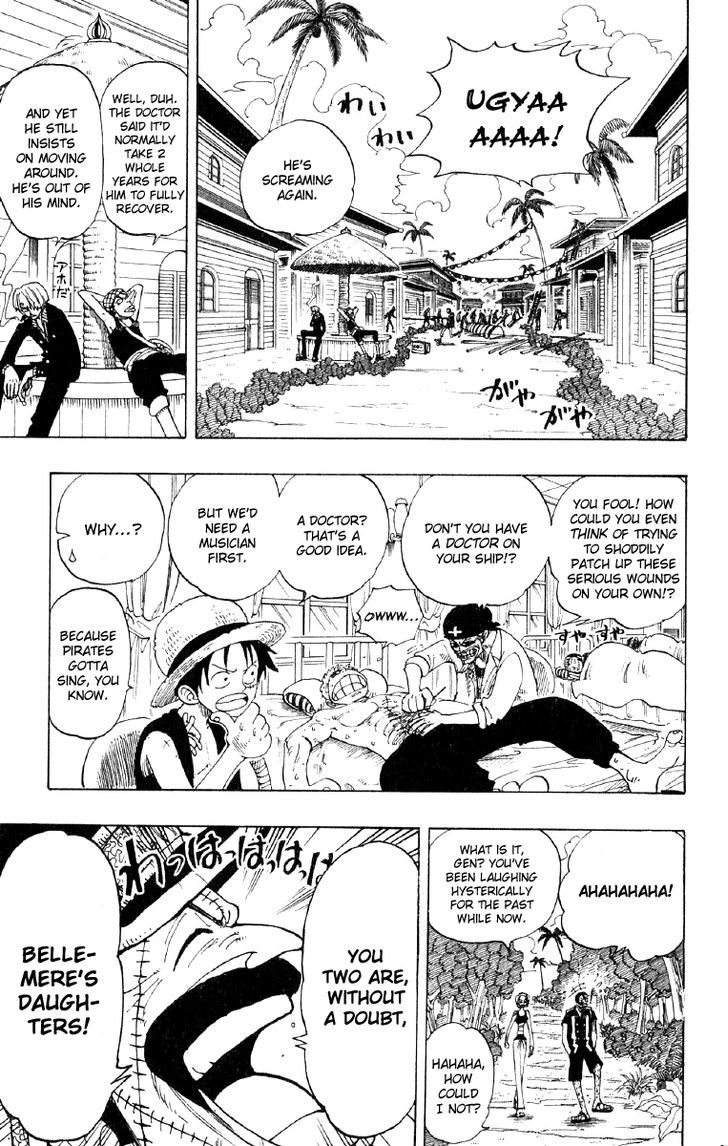 UGYAA
AAAA!
わい
わい
HE'S
SCREAMING
AGAIN.
がや
がや
WELL, DUH.
THE DOCTOR
SAID IT'D
NORMALLY
TAKE 2
WHOLE
YEARS FOR
HIM TO FULLY
RECOVER.
AND YET
HE STILL
INSISTS
ON MOVING
AROUND.
HE'S OUT OF
HIS MIND.
アホだ
YOU FOOL! HOW
COULD YOU EVEN
THINK OF TRYING
TO SHODDILY
PATCH UP THESE
SERIOUS WOUNDS
ON YOUR OWN!?
すやすや
DON'T YOU HAVE
A DOCTOR ON
YOUR SHIP!?
OWWW...
A DOCTOR?
THAT'S A
GOOD IDEA.
BUT WE'D
NEED A
MUSICIAN
FIRST.
WHY...?
BECAUSE
PIRATES
GOTTA
SING, YOU
KNOW.
AHAHAHAHA!
WHAT IS IT,
GEN? YOU'VE
BEEN LAUGHING
HYSTERICALLY
FOR THE PAST
WHILE NOW.
HAHAHA,
HOW
COULD I
NOT?
わっはっはっはっは
YOU
TWO ARE,
WITHOUT
A DOUBT,
BELLE-
MERE'S
DAUGH-
TERS!